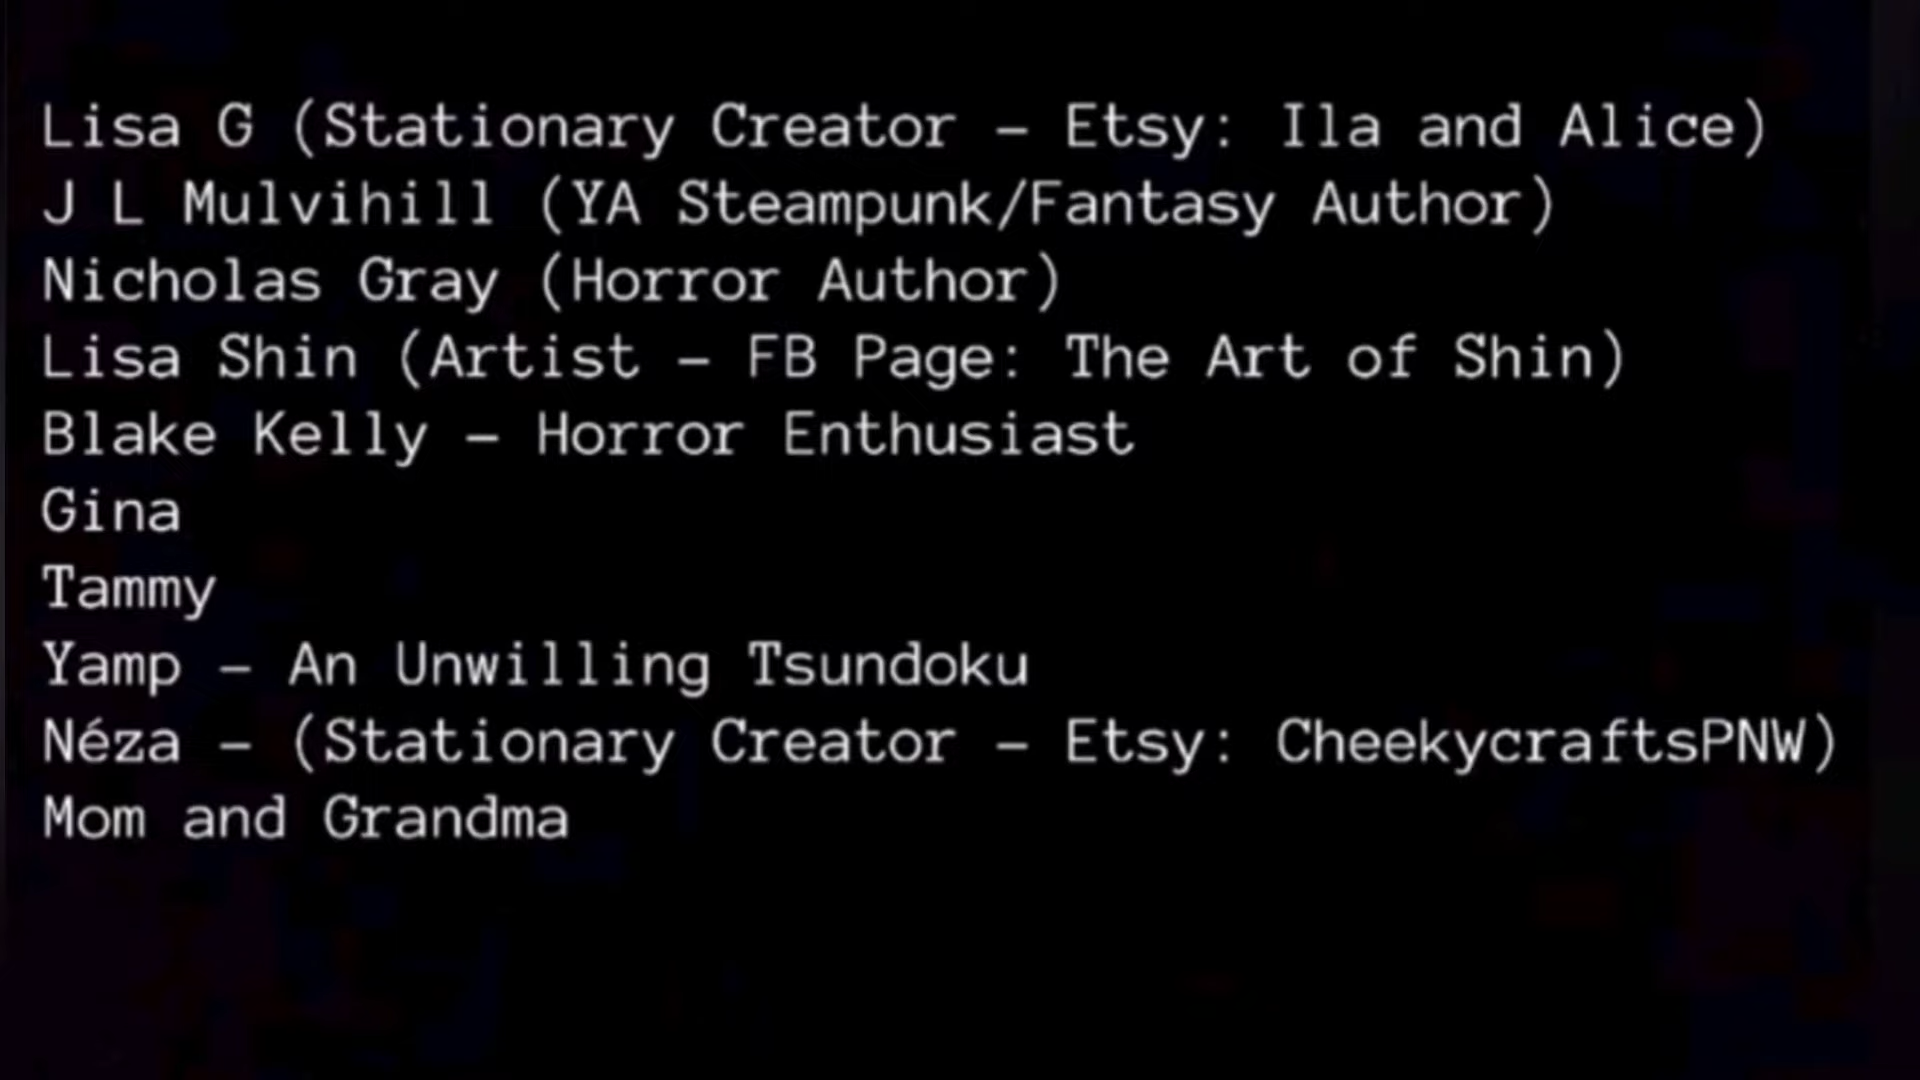 Lisa G (Stationary Creator – Etsy: Ila and Alice)
J L Mulvihill (YA Steampunk/Fantasy Author)
Nicholas Gray (Horror Author)
Lisa Shin (Artist – FB Page: The Art of Shin)
Blake Kelly – Horror Enthusiast
Gina
Tammy
Yamp – An Unwilling Tsundoku
Néza – (Stationary Creator – Etsy: CheekycraftsPNW)
Mom and Grandma